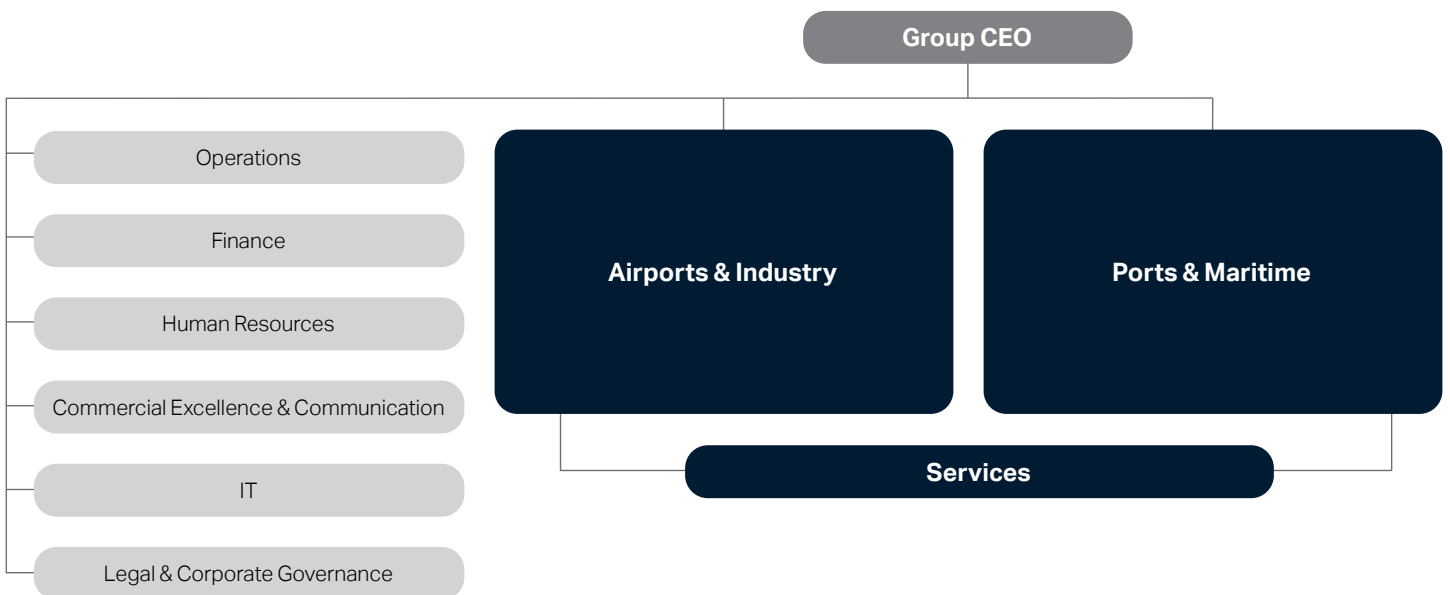 Group CEO
Operations
Finance
Human Resources
Commercial Excellence & Communication
IT
Legal & Corporate Governance
Airports & Industry
Ports & Maritime
Services